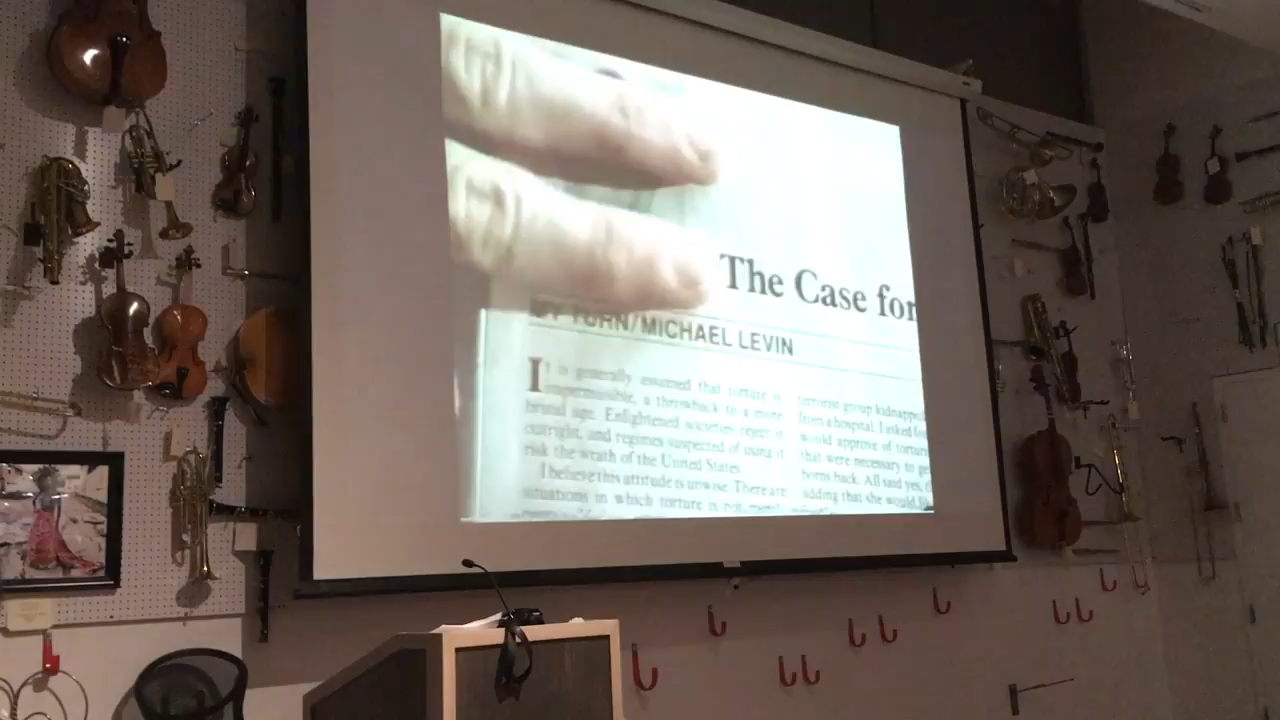 The Case for
MY TURN/MICHAEL LEVIN
It is generally assumed that torture is
impermissible, a throwback to a more
brutal age. Enlightened societies reject it
outright, and regimes suspected of using it
risk the wrath of the United States.
I believe this attitude is unwise. There are
situations in which torture is not
terrorist group kidnapped
from a hospital. I asked
would approve of torture
that were necessary to
horns back. All said yes,
adding that she would